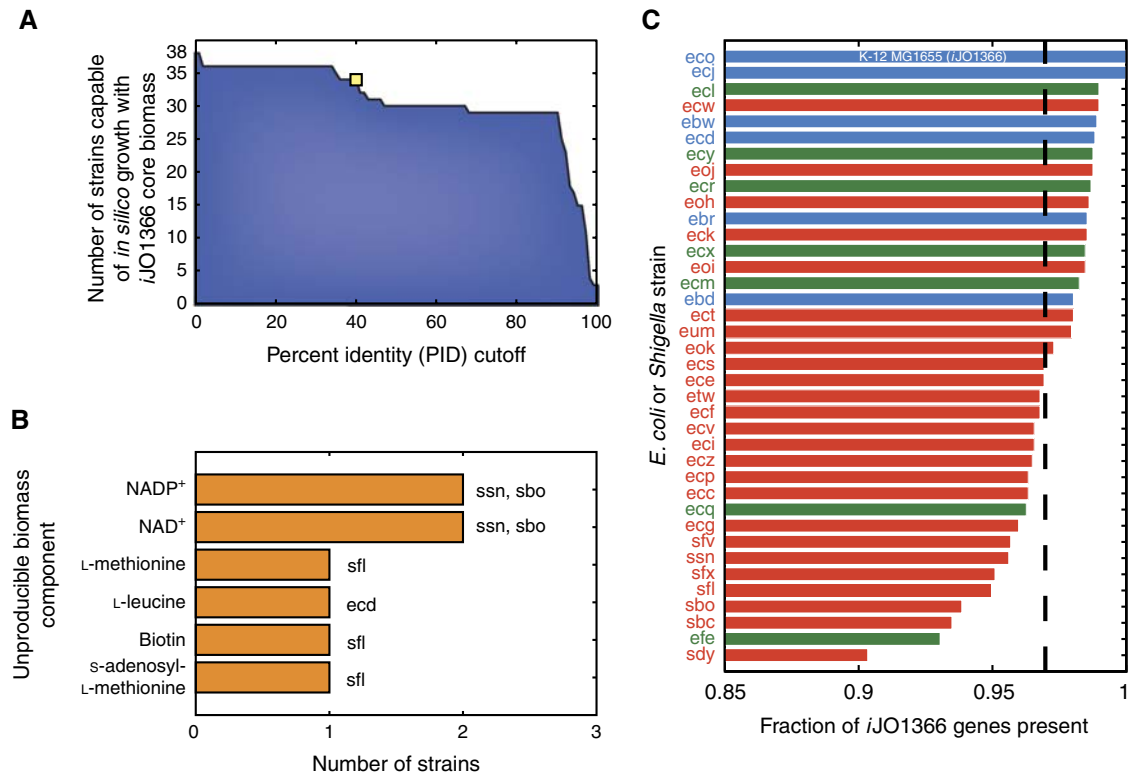 A
Number of strains capable
of in silico growth with
iJO1366 core biomass
38
35
30
25
20
15
10
5
0
0
20
40
60
80
100
Percent identity (PID) cutoff
B
Unproducible biomass
component
NADP+
ssn, sbo
NAD+
ssn, sbo
L-methionine
sfl
L-leucine
ecd
Biotin
sfl
S-adenosyl-
L-methionine
sfl
0
1
2
3
Number of strains
C
E. coli or Shigella strain
eco
K-12 MG1655 (iJO1366)
ecj
ecl
ecw
ebw
ecd
ecy
eoj
ecr
eoh
ebr
eck
ecx
eoi
ecm
ebd
ect
eum
eok
ecs
ece
etw
ecf
ecv
eci
ecz
ecp
ecc
ecq
ecg
sfv
ssn
sfx
sfl
sbo
sbc
efe
sdy
0.85
0.9
0.95
1
Fraction of iJO1366 genes present